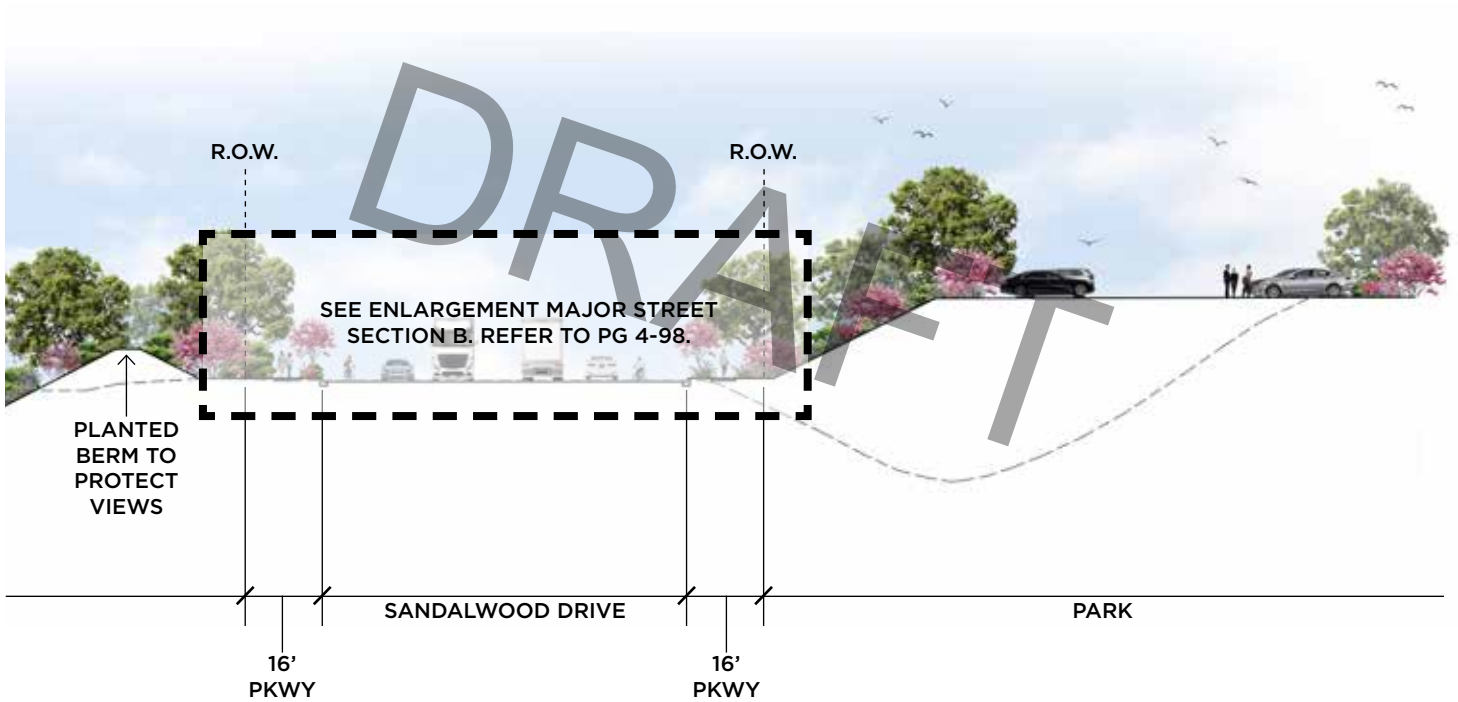 DRAFT
R.O.W.
R.O.W.
SEE ENLARGEMENT MAJOR STREET
SECTION B. REFER TO PG 4-98.
PLANTED
BERM TO
PROTECT
VIEWS
SANDALWOOD DRIVE
PARK
16’
PKWY
16’
PKWY